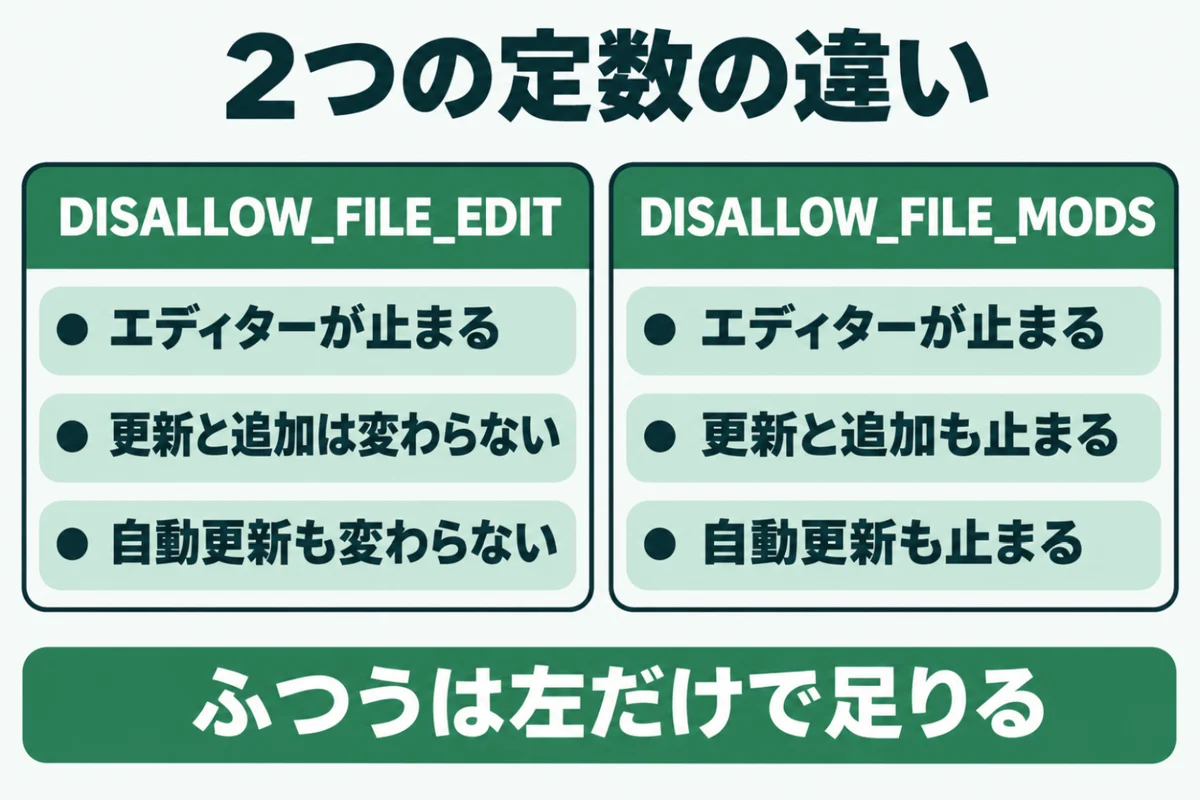 2つの定数の違い
DISALLOW_FILE_EDIT
● エディターが止まる
● 更新と追加は変わらない
● 自動更新も変わらない
DISALLOW_FILE_MODS
● エディターが止まる
● 更新と追加も止まる
● 自動更新も止まる
ふつうは左だけで足りる